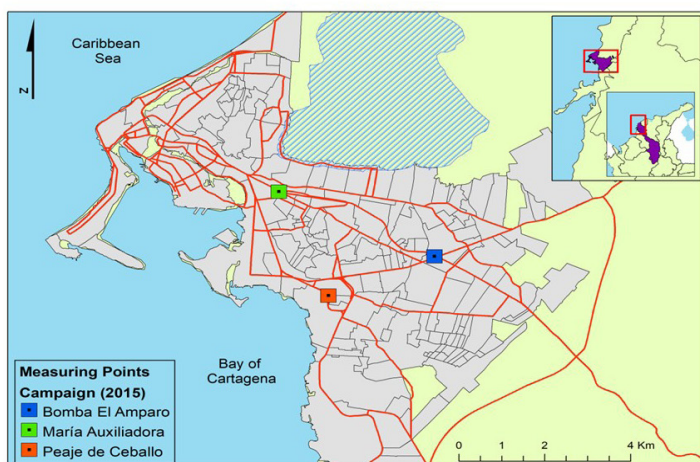 Caribbean
Sea
N
Bay of
Cartagena
Measuring Points
Campaign (2015)
Bomba El Amparo
María Auxiliadora
Peaje de Ceballo
0 1 2 4 Km